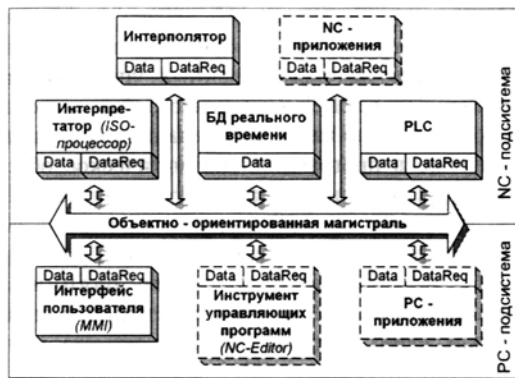 Интерполятор
Data DataReq
NC -
приложения
Data DataReq
NC - подсистема
Интерпре-
татор (ISO-
процессор)
Data DataReq
БД реального
времени
Data
PLC
Data DataReq
Объектно - ориентированная магистраль
Data DataReq
Интерфейс
пользователя
(MMI)
Data DataReq
Инструмент
управляющих
программ
(NC-Editor)
Data DataReq
PC -
приложения
PC - подсистема